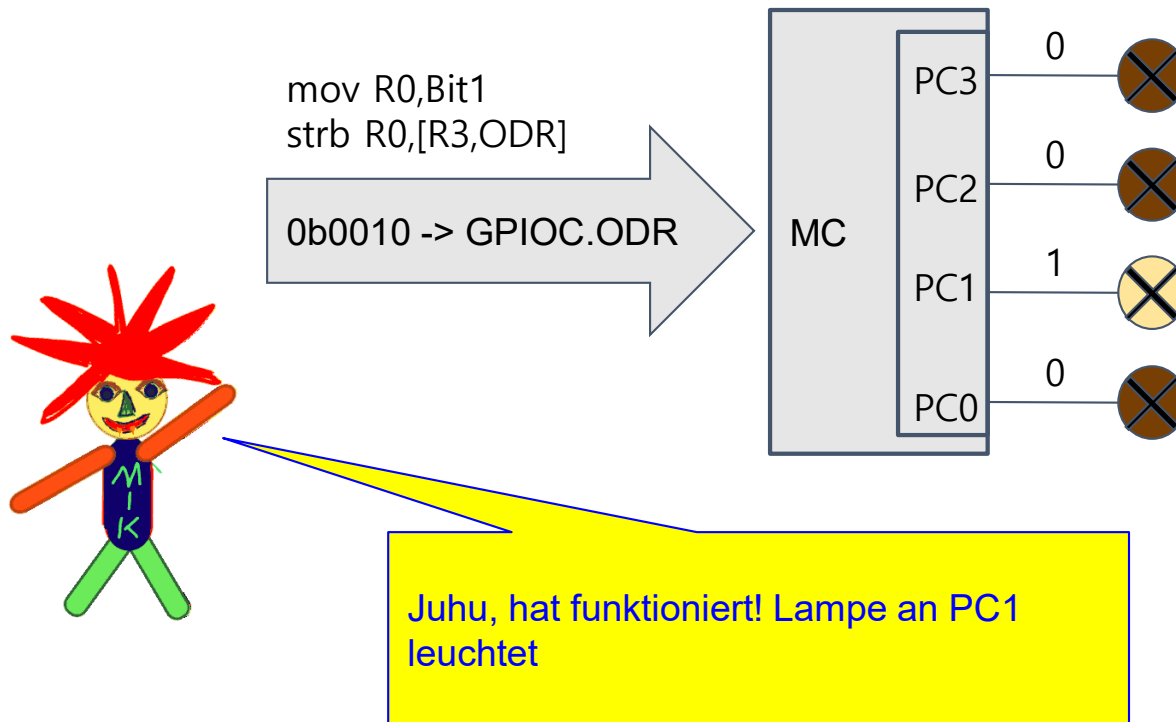 mov R0,Bit1
strb R0,[R3,ODR]
0b0010 -> GPIOC.ODR
MC
PC3
0
PC2
0
PC1
1
PC0
0
M
I
K
Juhu, hat funktioniert! Lampe an PC1
leuchtet